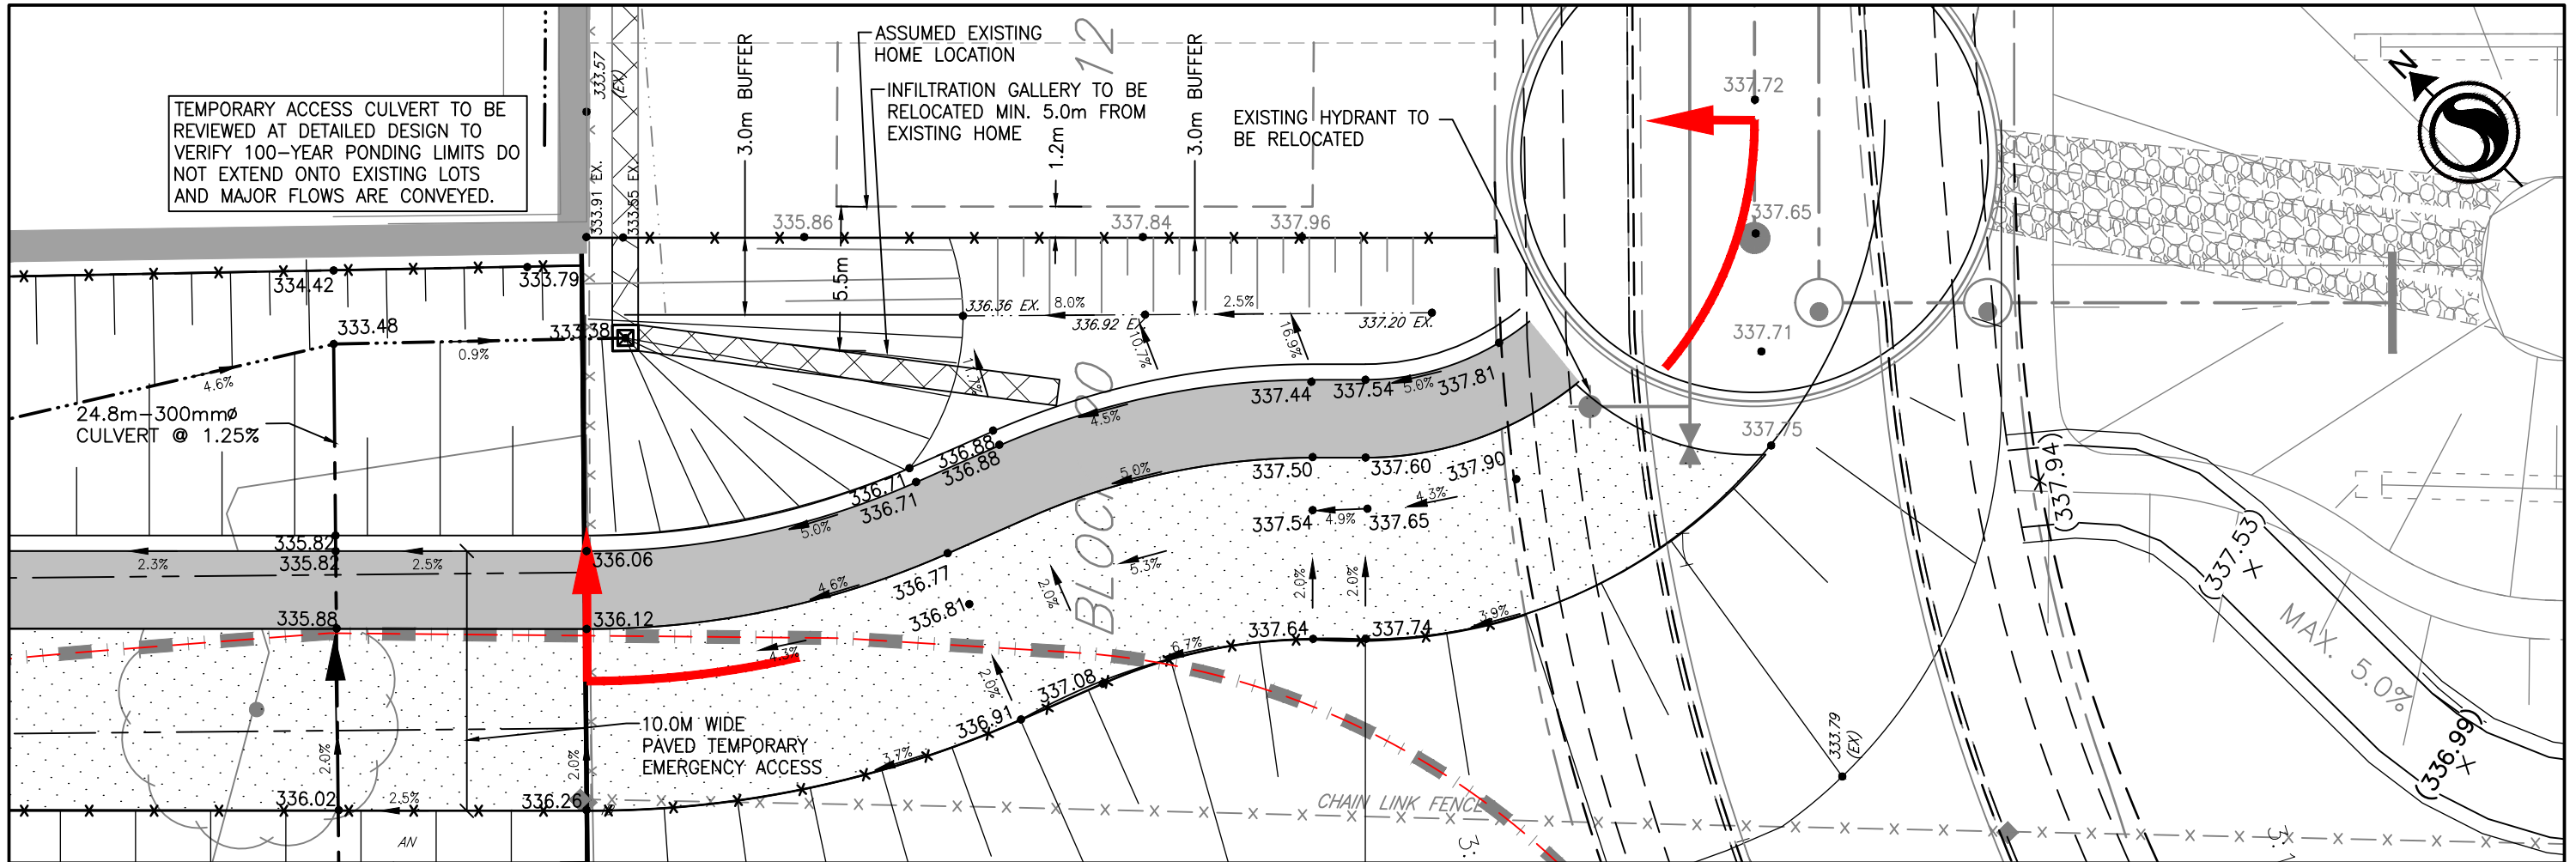 ASSUMED EXISTING
HOME LOCATION
INFILTRATION GALLERY TO BE
RELOCATED MIN. 5.0m FROM
EXISTING HOME
TEMPORARY ACCESS CULVERT TO BE
REVIEWED AT DETAILED DESIGN TO
VERIFY 100-YEAR PONDING LIMITS DO
NOT EXTEND ONTO EXISTING LOTS
AND MAJOR FLOWS ARE CONVEYED.
333.57
(EX)
3.0m BUFFER
12
1.2m
3.0m BUFFER
EXISTING HYDRANT TO
BE RELOCATED
337.72
N
333.91 EX.
333.55 EX.
335.86
337.84
337.96
337.65
5.5m
334.42
333.79
333.48
333.38
0.9%
4.6%
336.36 EX.
8.0%
336.92 EX.
2.5%
337.20 EX.
10.7%
16.9%
337.71
24.8m-300mmø
CULVERT @ 1.25%
337.44
337.54
5.0%
337.81
4.5%
337.75
336.88
336.88
336.71
336.71
5.0%
5.0%
337.50
337.60
337.90
4.3%
337.54
4.9%
337.65
(337.94)
(337.53)
335.82
335.82
2.3%
2.5%
336.06
4.6%
336.77
336.81
2.0%
5.3%
2.0%
2.0%
335.88
336.12
4.3%
337.64
337.74
3.9%
6.7%
MAX. 5.0%
(336.99)
2.0%
337.08
336.91
3.7%
10.0M WIDE
PAVED TEMPORARY
EMERGENCY ACCESS
2.0%
2.0%
333.79
(EX)
336.02
2.5%
336.26
CHAIN LINK FENCE
AN
3: